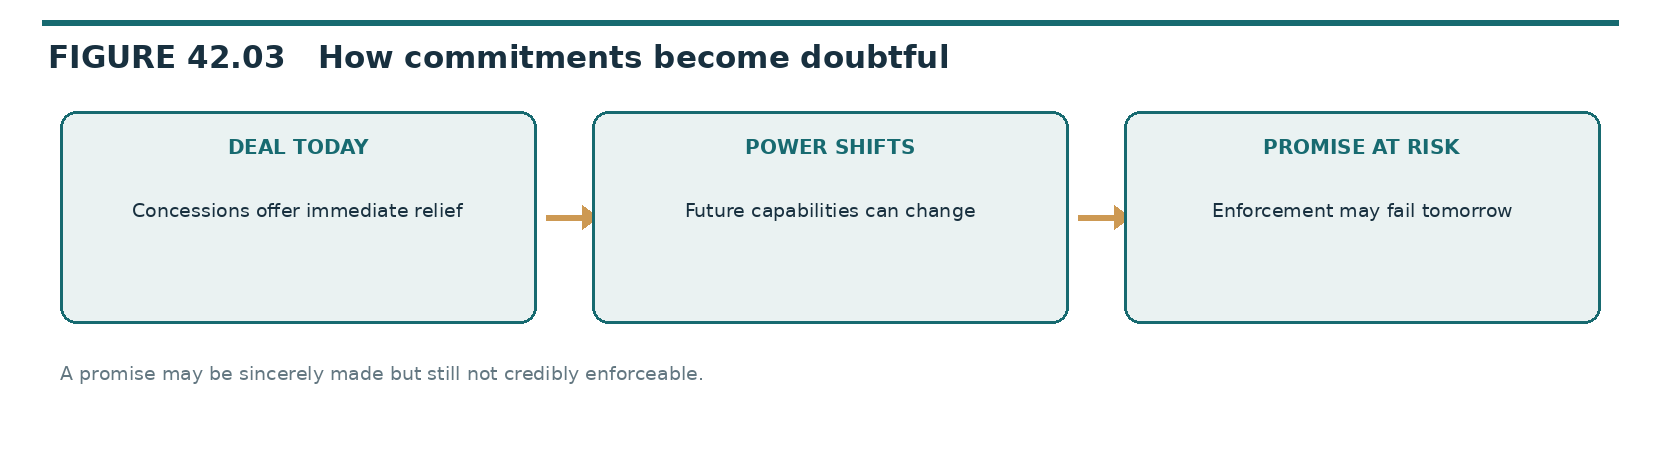 FIGURE 42.03 How commitments become doubtful
DEAL TODAY
Concessions offer immediate relief
POWER SHIFTS
Future capabilities can change
PROMISE AT RISK
Enforcement may fail tomorrow
A promise may be sincerely made but still not credibly enforceable.